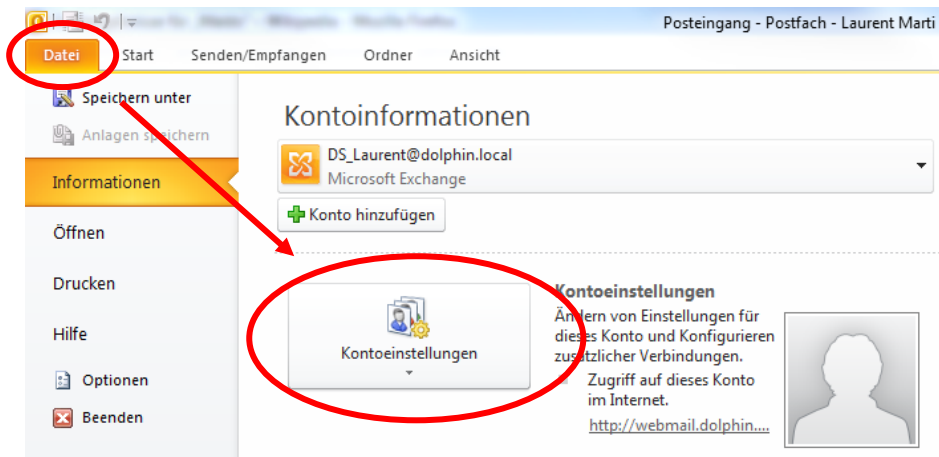 Posteingang - Postfach - Laurent Marti
Datei Start Senden/Empfangen Ordner Ansicht
Speichern unter
Anlagen speichern
Informationen
Öffnen
Drucken
Hilfe
Optionen
Beenden
Kontoinformationen
DS_Laurent@dolphin.local
Microsoft Exchange
Konto hinzufügen
Kontoeinstellungen
Kontoeinstellungen
Ändern von Einstellungen für
dieses Konto und Konfigurieren
zusätzlicher Verbindungen.
Zugriff auf dieses Konto
im Internet.
http://webmail.dolphin....